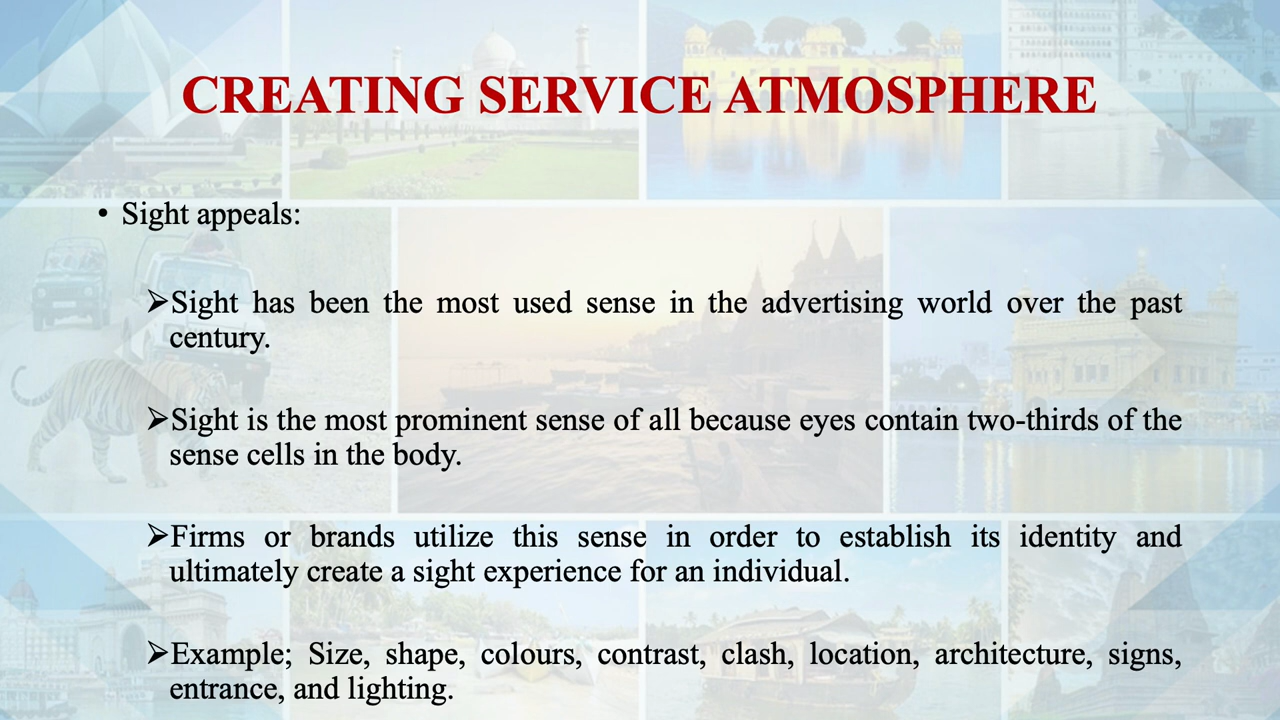 CREATING SERVICE ATMOSPHERE
• Sight appeals:
➢Sight has been the most used sense in the advertising world over the past
century.
➢Sight is the most prominent sense of all because eyes contain two-thirds of the
sense cells in the body.
➢Firms or brands utilize this sense in order to establish its identity and
ultimately create a sight experience for an individual.
➢Example; Size, shape, colours, contrast, clash, location, architecture, signs,
entrance, and lighting.